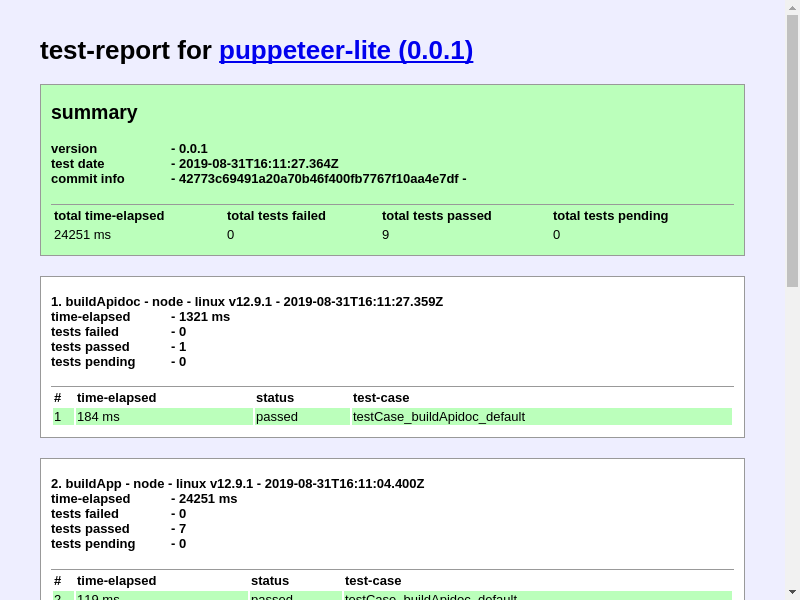 test-report for puppeteer-lite (0.0.1)
summary
version - 0.0.1
test date - 2019-08-31T16:11:27.364Z
commit info - 42773c69491a20a70b46f400fb7767f10aa4e7df -
total time-elapsed total tests failed total tests passed total tests pending
24251 ms 0 9 0
1. buildApidoc - node - linux v12.9.1 - 2019-08-31T16:11:27.359Z
time-elapsed - 1321 ms
tests failed - 0
tests passed - 1
tests pending - 0
# time-elapsed status test-case
1 184 ms passed testCase_buildApidoc_default
2. buildApp - node - linux v12.9.1 - 2019-08-31T16:11:04.400Z
time-elapsed - 24251 ms
tests failed - 0
tests passed - 7
tests pending - 0
# time-elapsed status test-case
2 119 ms passed testCase_buildApidoc_default